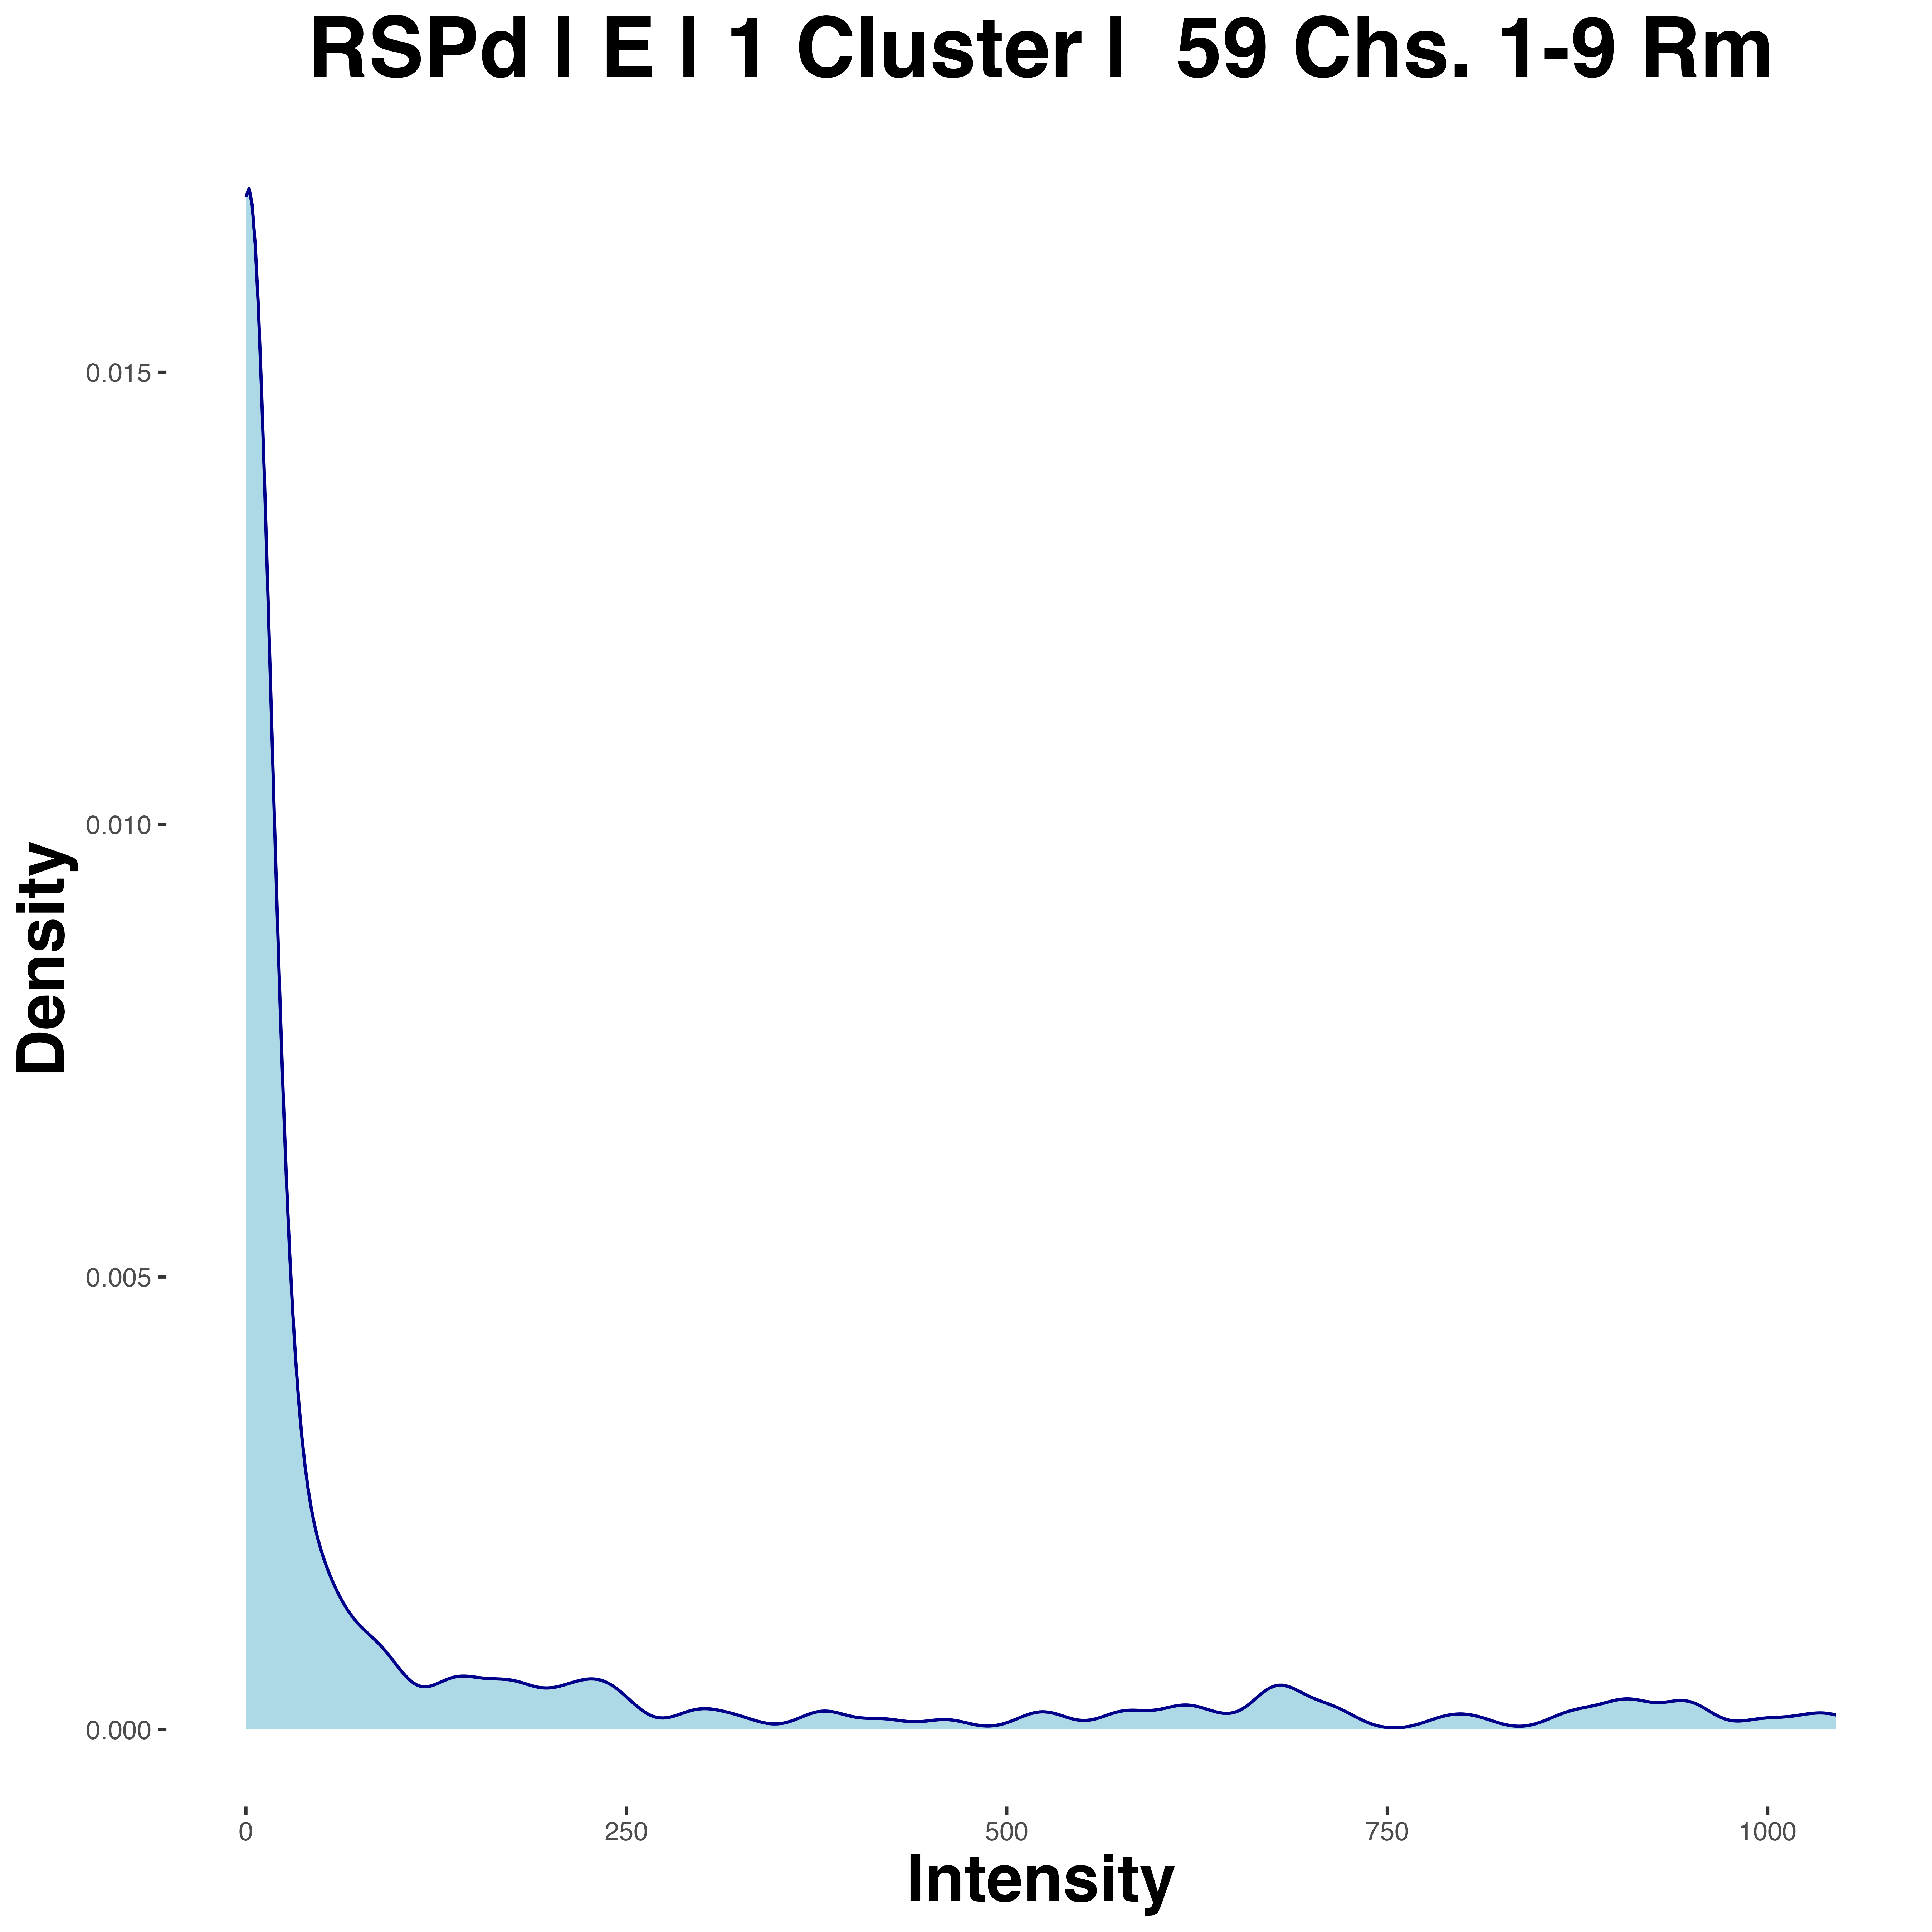 RSPd | E | 1 Cluster |  59 Chs. 1-9 Rm
0.015
0.010
0.005
0.000
Density
0 250 500 750 1000
Intensity